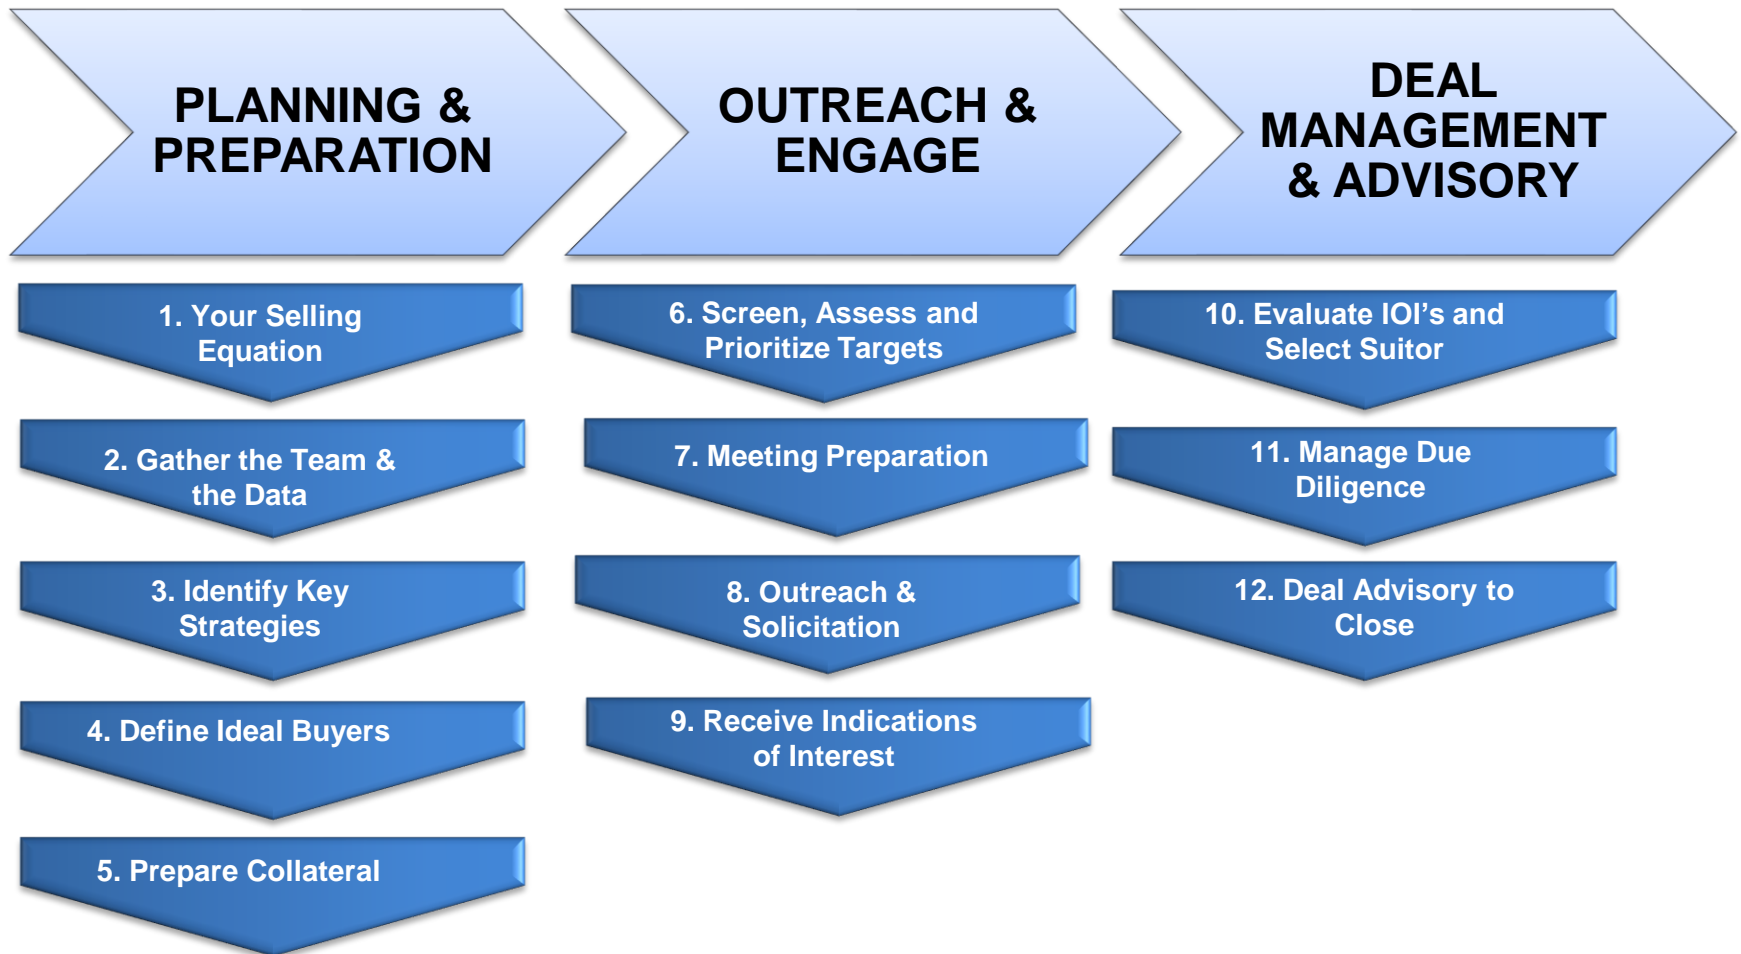 PLANNING &
PREPARATION
OUTREACH &
ENGAGE
DEAL
MANAGEMENT
& ADVISORY
1. Your Selling
Equation
2. Gather the Team &
the Data
3. Identify Key
Strategies
4. Define Ideal Buyers
5. Prepare Collateral
6. Screen, Assess and
Prioritize Targets
7. Meeting Preparation
8. Outreach &
Solicitation
9. Receive Indications
of Interest
10. Evaluate IOI’s and
Select Suitor
11. Manage Due
Diligence
12. Deal Advisory to
Close